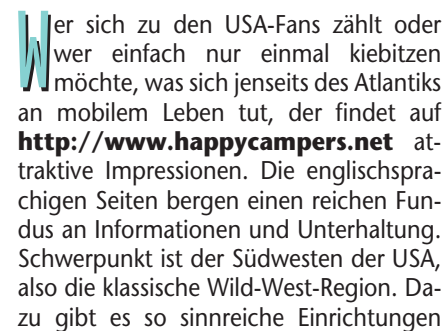 Wer sich zu den USA-Fans zählt oder
wer einfach nur einmal kiebitzen
möchte, was sich jenseits des Atlantiks
an mobilem Leben tut, der findet auf
http://www.happycampers.net at-
traktive Impressionen. Die englischspra-
chigen Seiten bergen einen reichen Fun-
dus an Informationen und Unterhaltung.
Schwerpunkt ist der Südwesten der USA,
also die klassische Wild-West-Region. Da-
zu gibt es so sinnreiche Einrichtungen